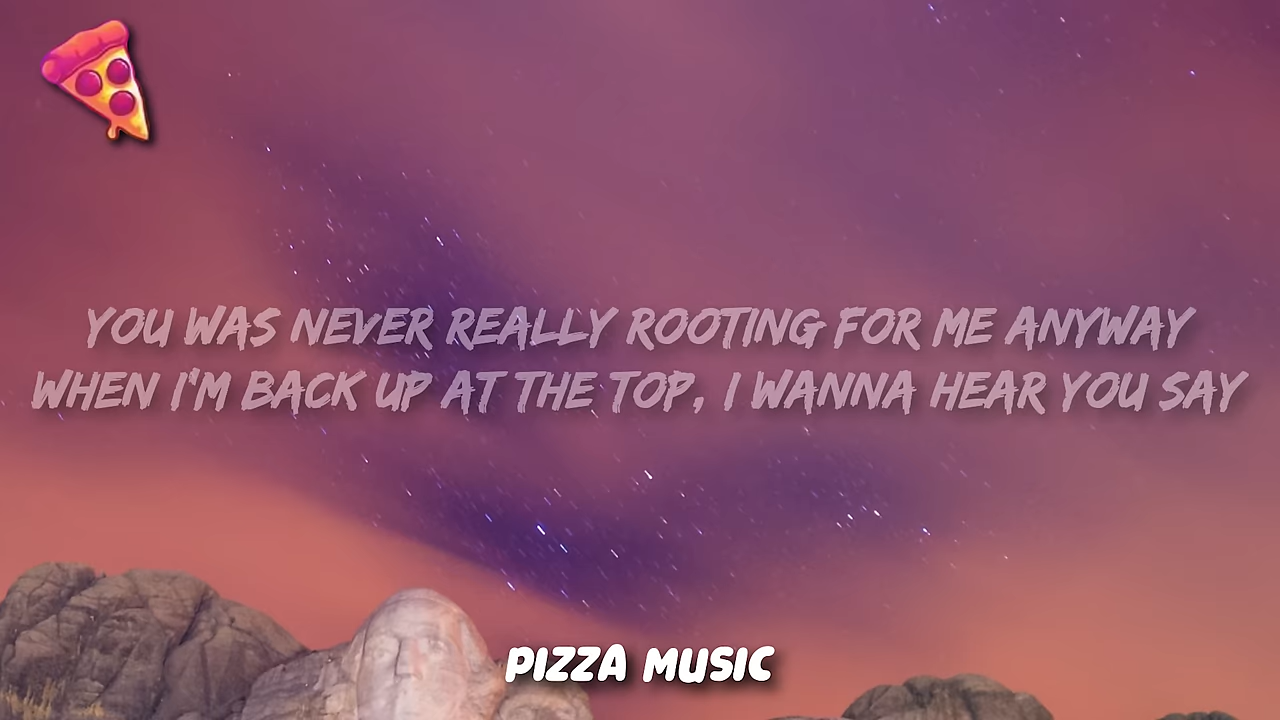 YOU WAS NEVER REALLY ROOTING FOR ME ANYWAY
WHEN I'M BACK UP AT THE TOP, I WANNA HEAR YOU SAY
PIZZA MUSIC